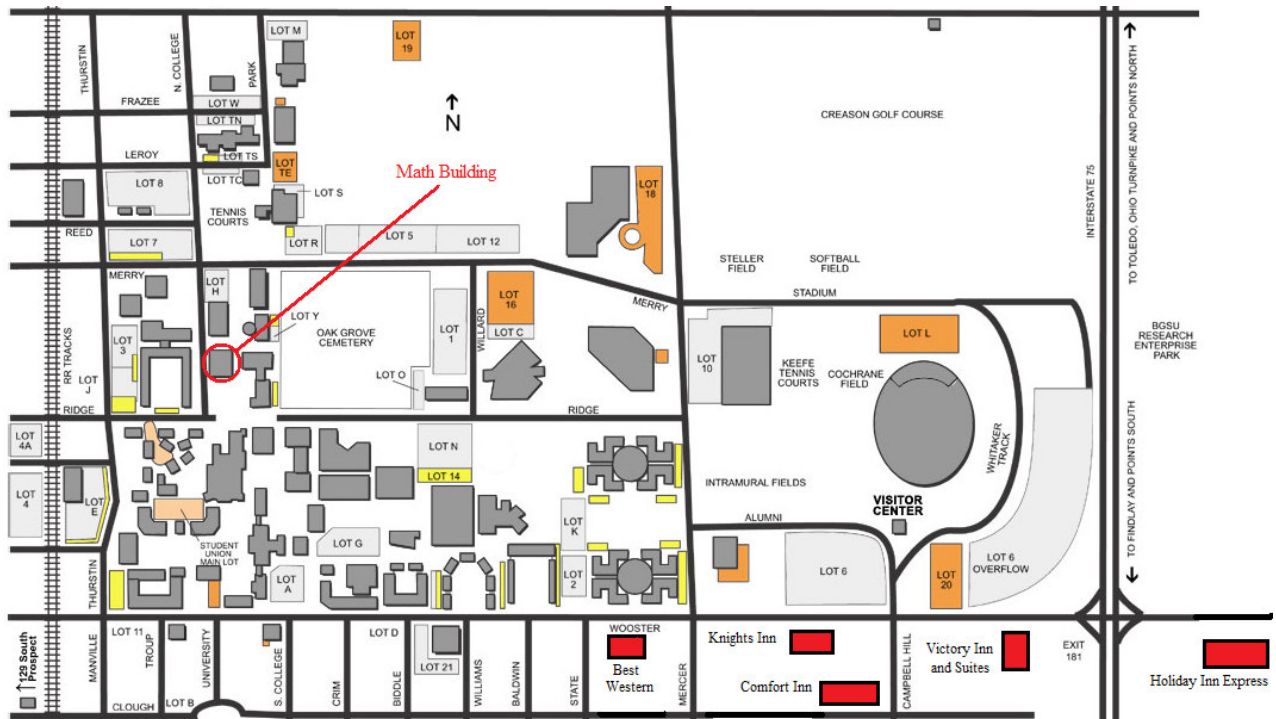 LOT M
LOT
19
THURSTIN
N. COLLEGE
PARK
FRAZEE
LOT W
LOT TN
N
CREASON GOLF COURSE
INTERSTATE 75
TO TOLEDO, OHIO TURNPIKE AND POINTS NORTH
LEROY
LOT TS
LOT TC
LOT
TE
Math Building
LOT 8
LOT S
LOT
18
TENNIS
COURTS
REED
LOT 7
LOT R
LOT 5
LOT 12
STELLER
FIELD
SOFTBALL
FIELD
MERRY
LOT
H
STADIUM
MERRY
LOT
16
LOT Y
OAK GROVE
CEMETERY
LOT
1
WILLARD
LOT C
LOT L
BGSU
RESEARCH
ENTERPRISE
PARK
RR TRACKS
LOT
3
LOT
J
LOT O
LOT
10
KEEFE
TENNIS
COURTS
COCHRANE
FIELD
RIDGE
RIDGE
TO FINDLAY AND POINTS SOUTH
LOT
4A
LOT N
LOT 14
WHITAKER
TRACK
LOT
4
LOT
E
INTRAMURAL FIELDS
VISITOR
CENTER
ALUMNI
STUDENT
UNION
MAIN LOT
LOT G
LOT
K
LOT
A
LOT
2
LOT 6
LOT
20
LOT 6
OVERFLOW
THURSTIN
129 South
Prospect
MANVILLE
LOT 11
TROUP
CLOUGH
LOT B
UNIVERSITY
S. COLLEGE
CRIM
LOT D
BIDDLE
LOT 21
WILLIAMS
BALDWIN
STATE
WOOSTER
Best
Western
MERCER
Knights Inn
Comfort Inn
CAMPBELL HILL
Victory Inn
and Suites
EXIT
181
Holiday Inn Express